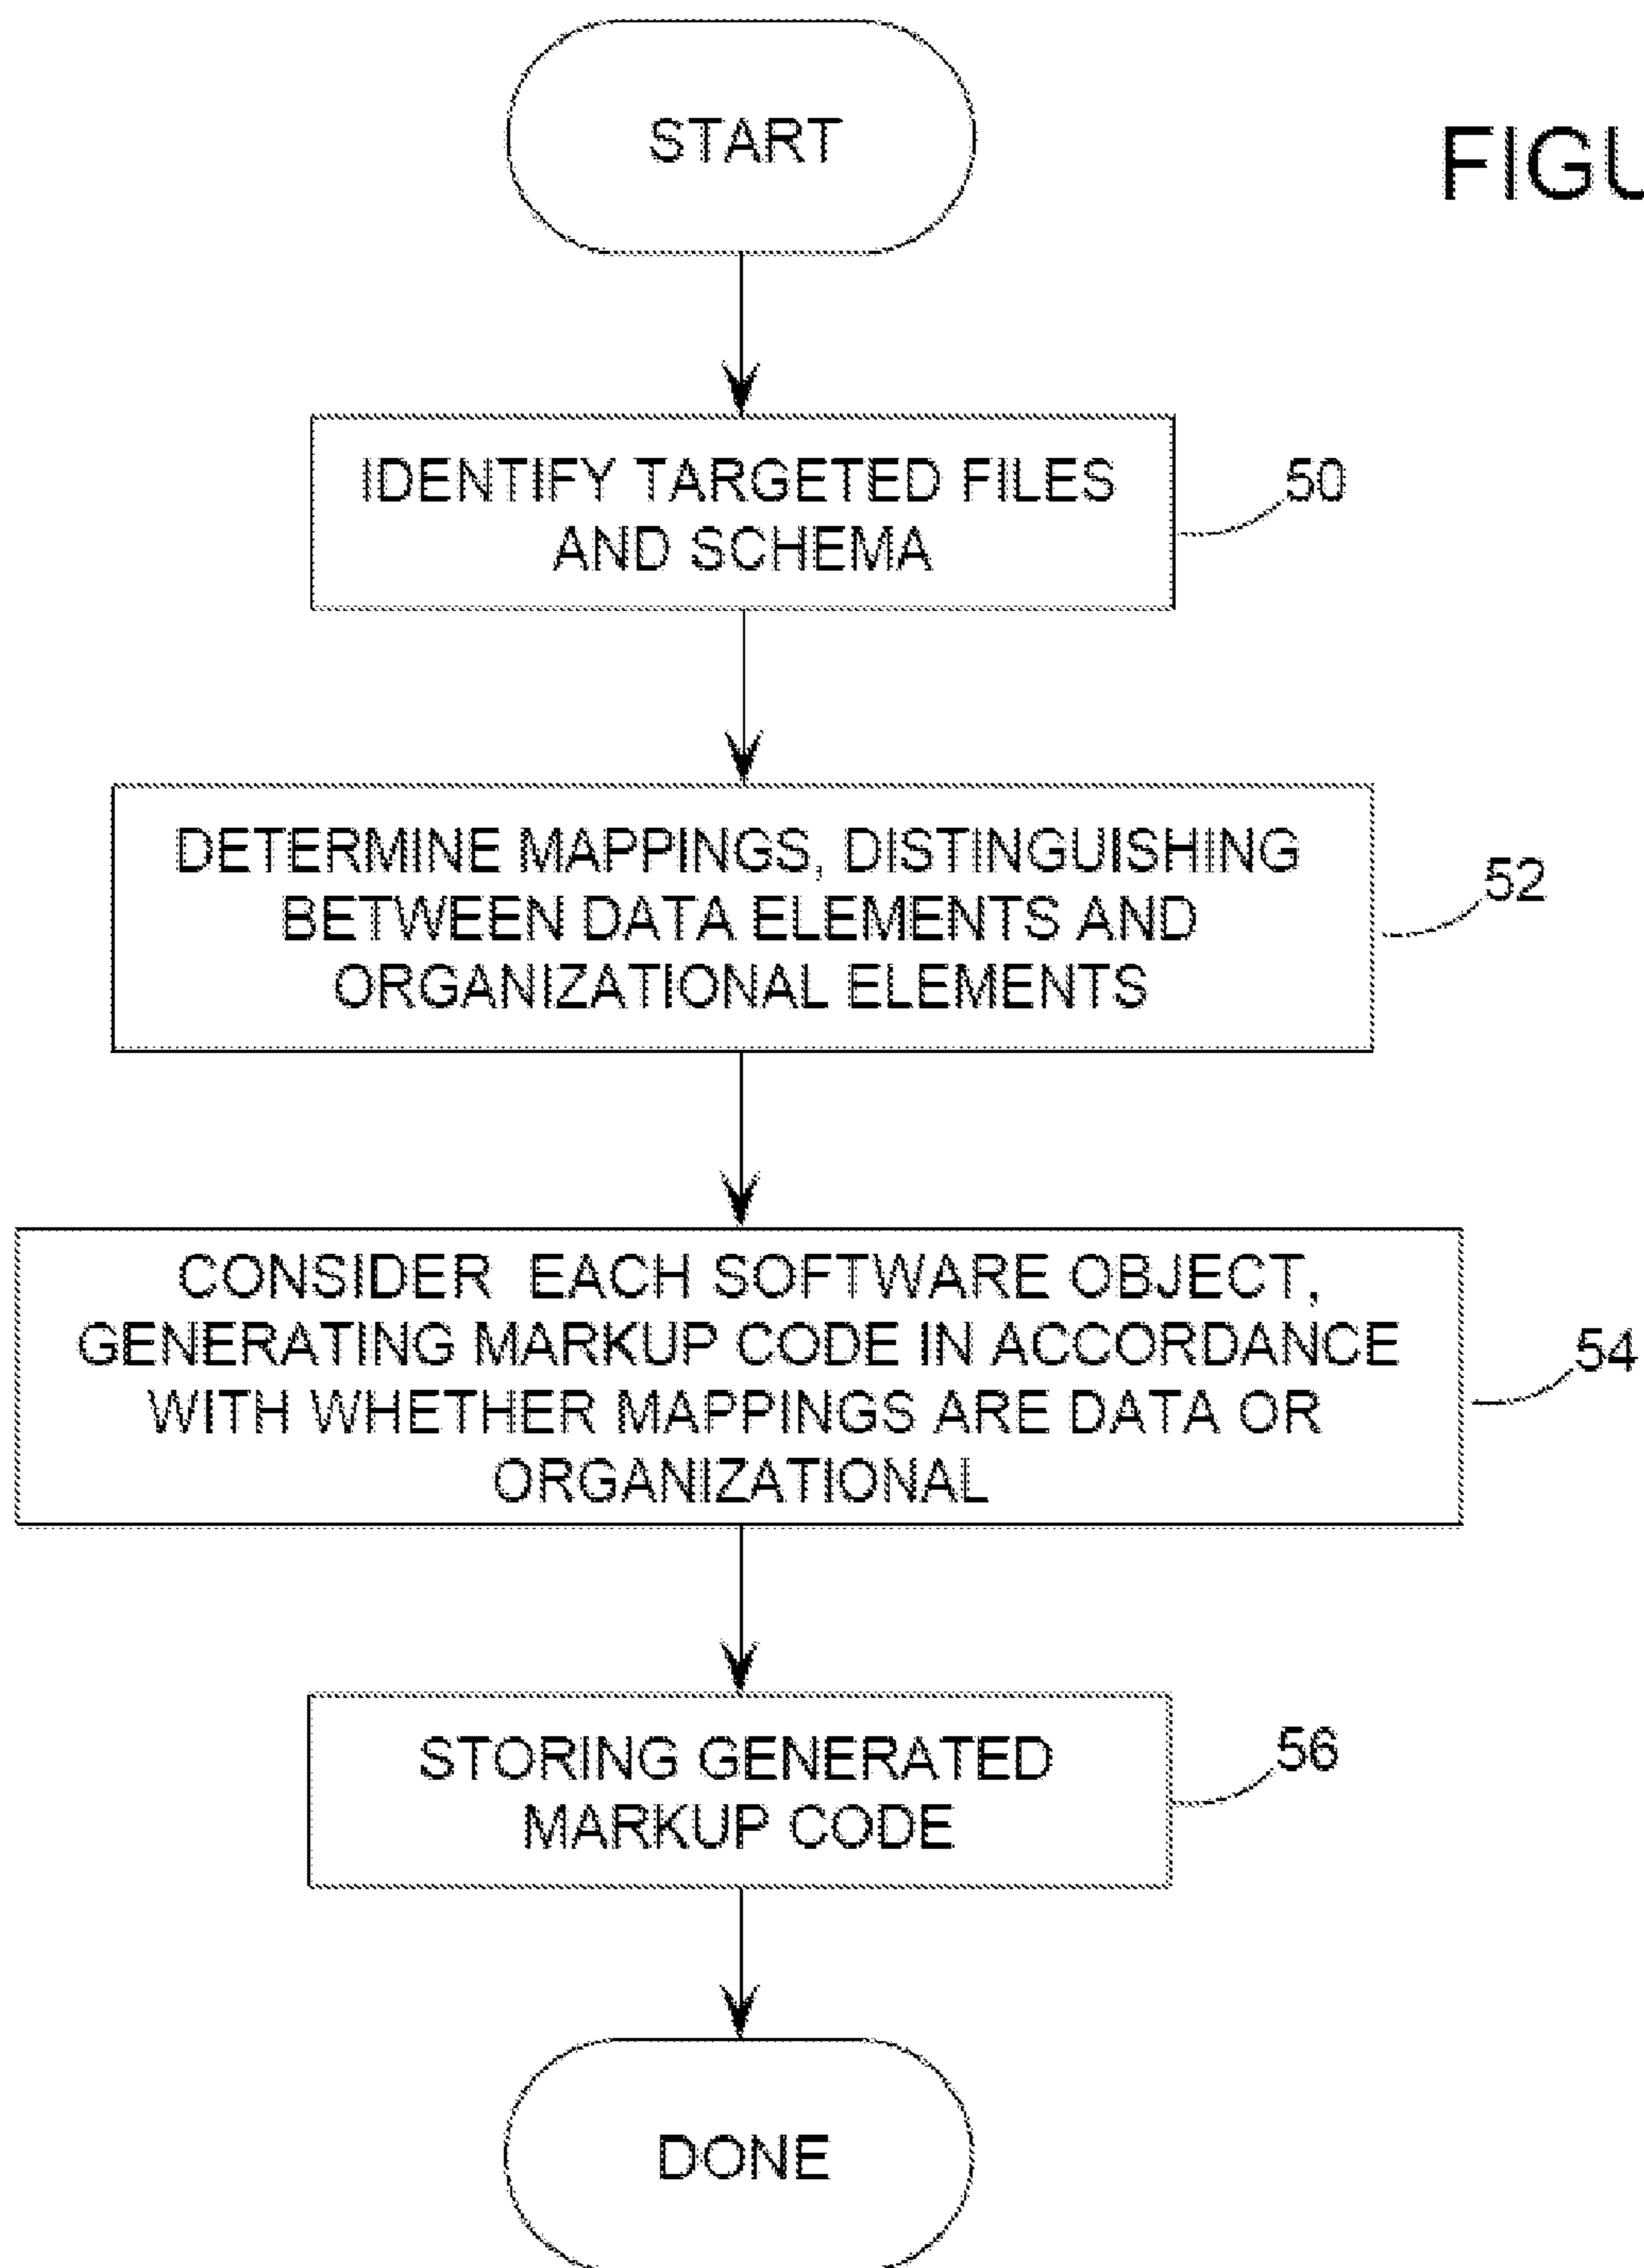 START
FIGU
IDENTIFY TARGETED FILES
AND SCHEMA
50
DETERMINE MAPPINGS, DISTINGUISHING
BETWEEN DATA ELEMENTS AND
ORGANIZATIONAL ELEMENTS
52
CONSIDER EACH SOFTWARE OBJECT,
GENERATING MARKUP CODE IN ACCORDANCE
WITH WHETHER MAPPINGS ARE DATA OR
ORGANIZATIONAL
54
STORING GENERATED
MARKUP CODE
56
DONE